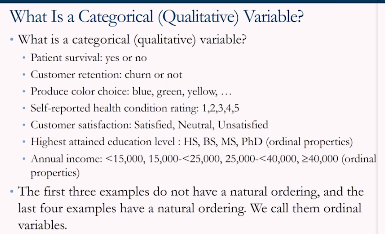 What Is a Categorical (Qualitative) Variable?
• What is a categorical (qualitative) variable?
• Patient survival: yes or no
• Customer retention: churn or not
• Produce color choice: blue, green, yellow, …
• Self-reported health condition rating: 1,2,3,4,5
• Customer satisfaction: Satisfied, Neutral, Unsatisfied
• Highest attained education level : HS, BS, MS, PhD (ordinal properties)
• Annual income: <15,000, 15,000-<25,000, 25,000-<40,000, ≥40,000 (ordinal
properties)
• The first three examples do not have a natural ordering, and the
last four examples have a natural ordering. We call them ordinal
variables.